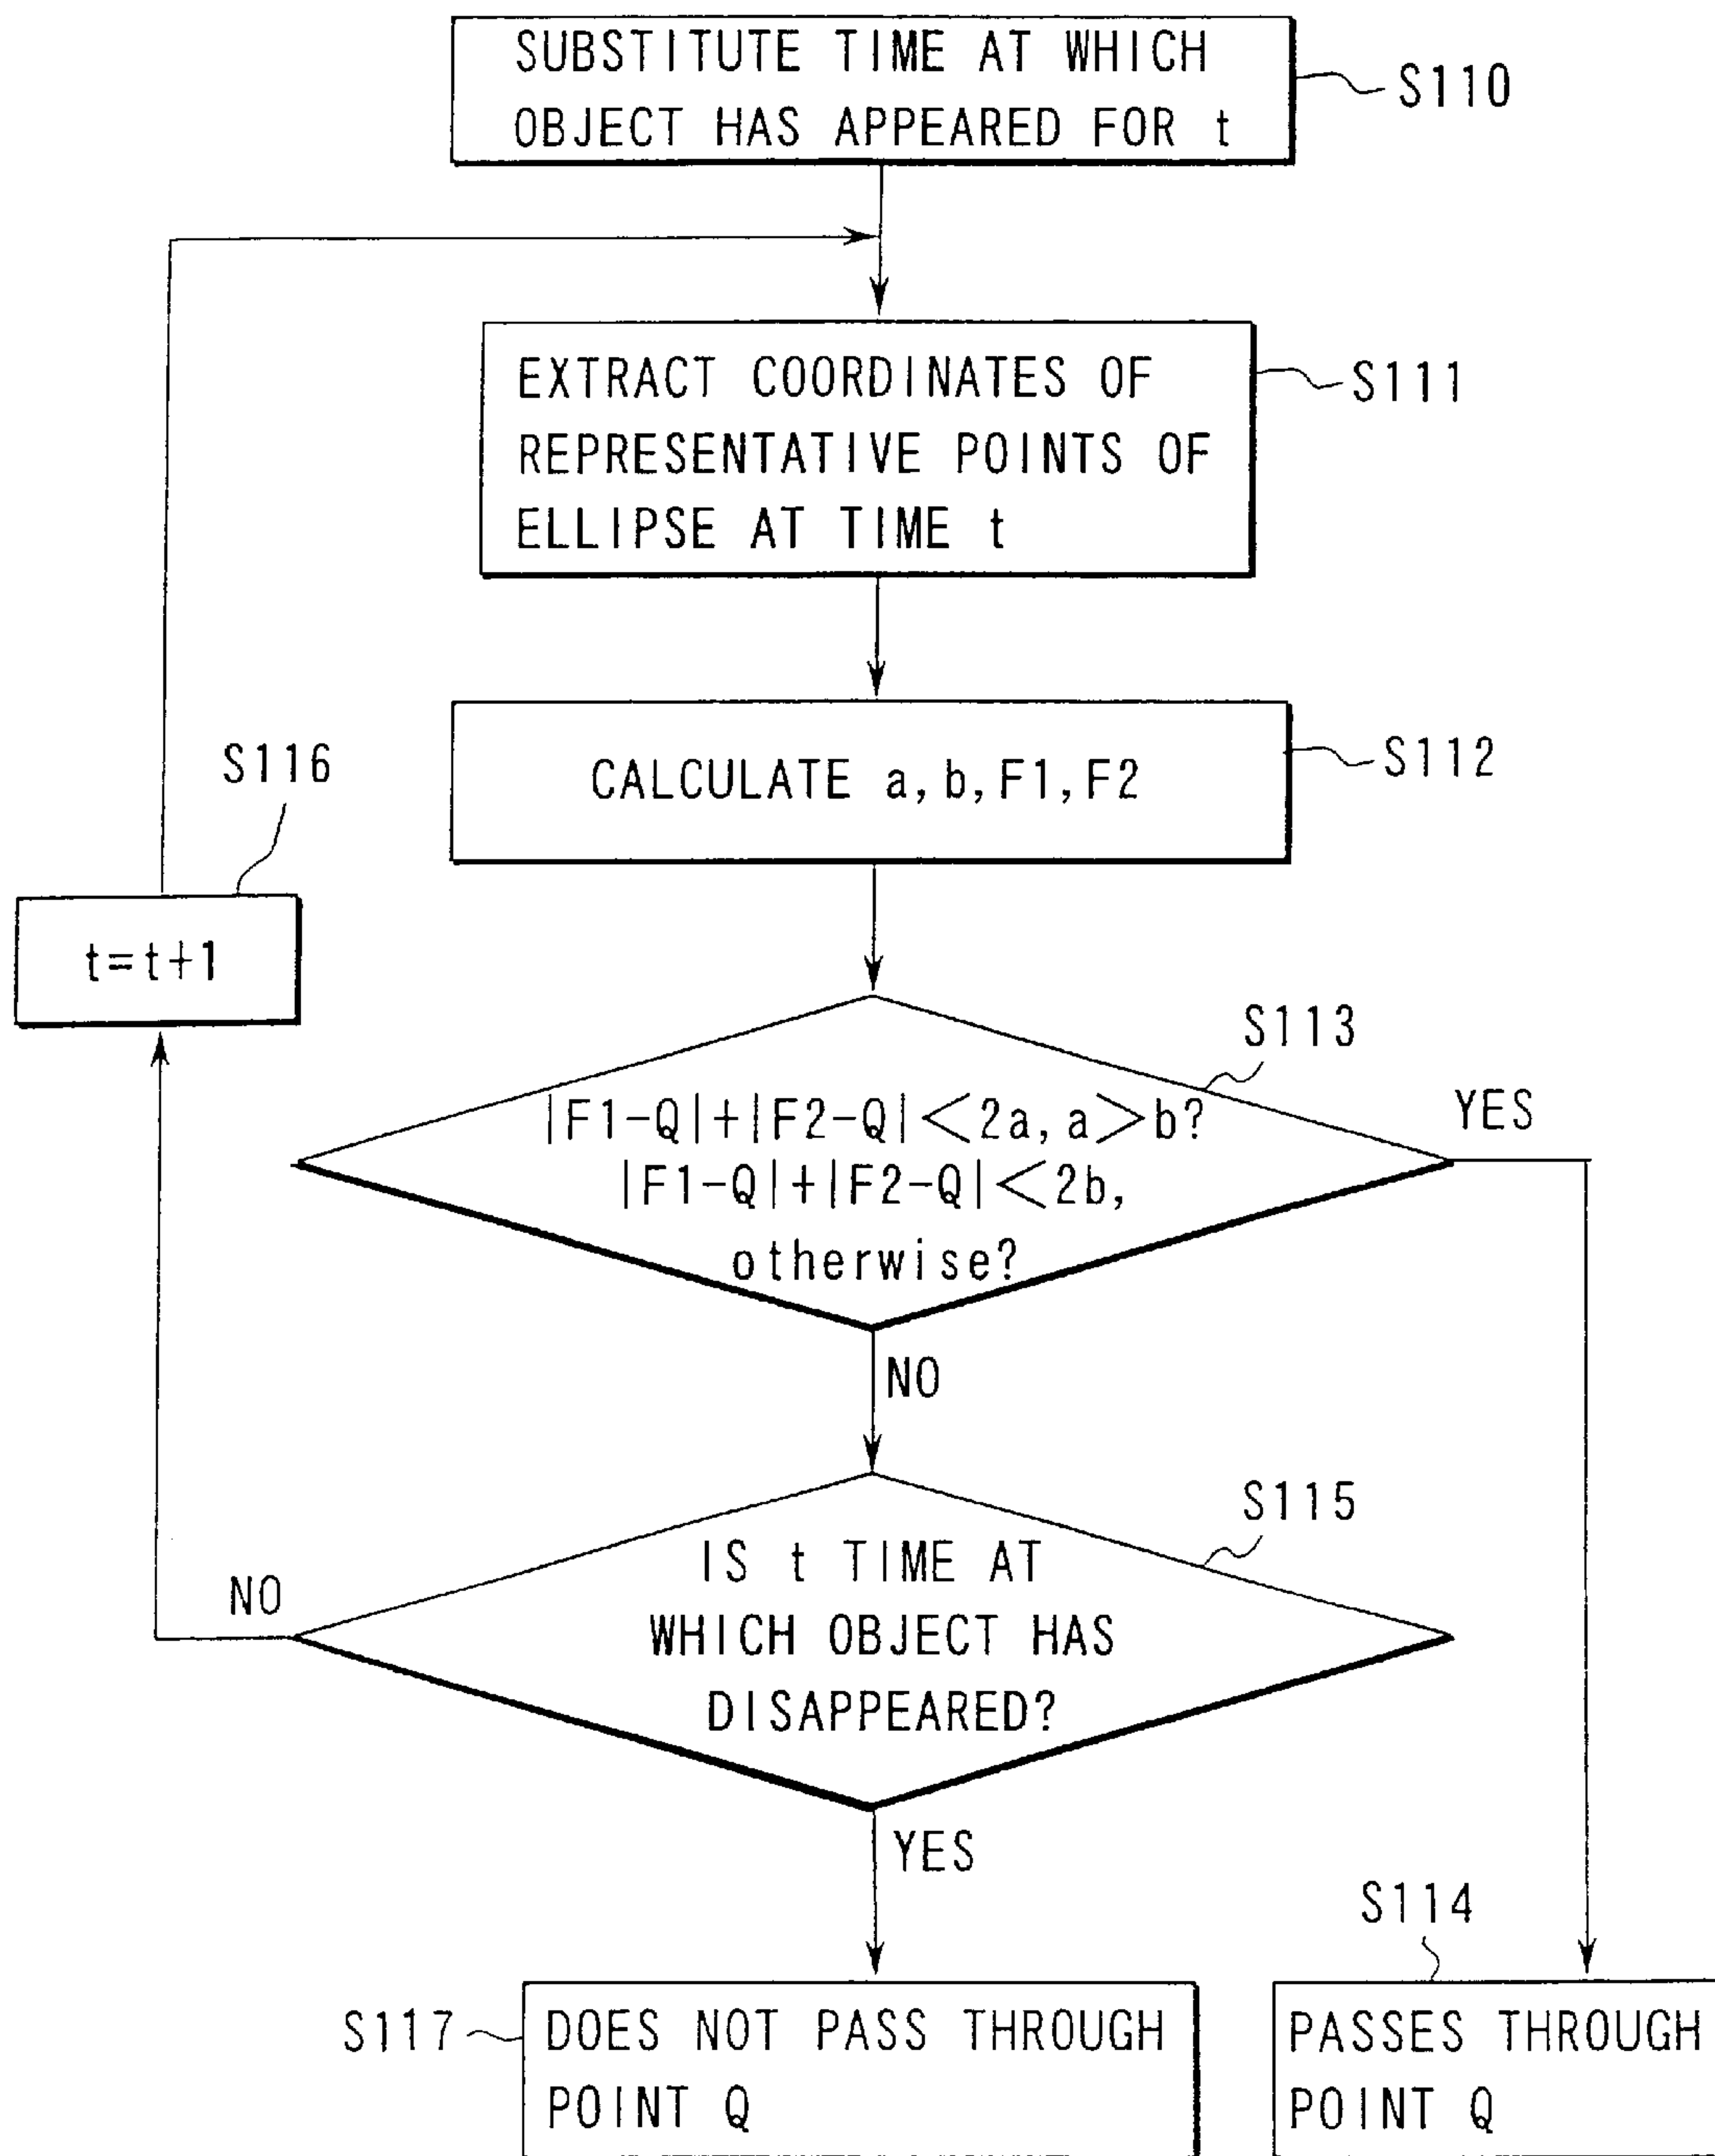 SUBSTITUTE TIME AT WHICH
OBJECT HAS APPEARED FOR t
S110
EXTRACT COORDINATES OF
REPRESENTATIVE POINTS OF
ELLIPSE AT TIME t
S111
CALCULATE a, b, F1, F2
S112
S116
t=t+1
S113
|F1-Q|+|F2-Q|<2a, a>b?
|F1-Q|+|F2-Q|<2b,
otherwise?
YES
NO
S115
IS t TIME AT
WHICH OBJECT HAS
DISAPPEARED?
NO
YES
S114
S117
DOES NOT PASS THROUGH
POINT Q
PASSES THROUGH
POINT Q